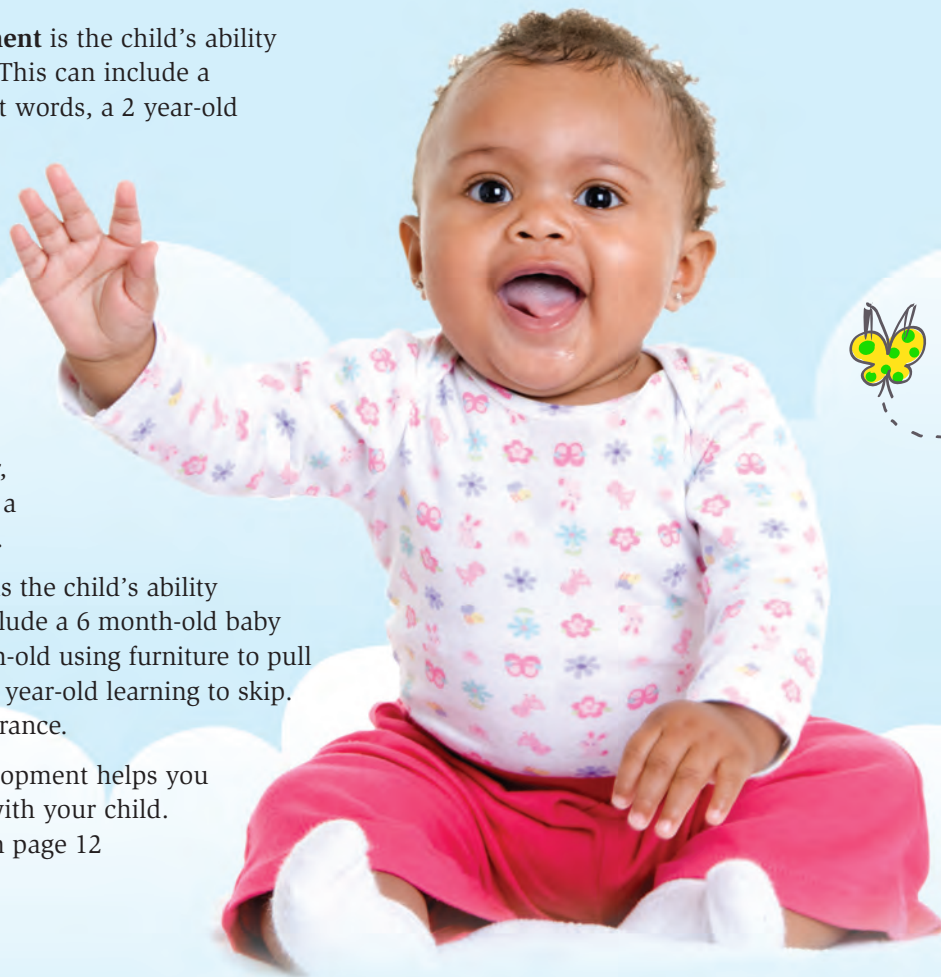 ment is the child’s ability
This can include a
t words, a 2 year-old
a
.
s the child’s ability
lude a 6 month-old baby
h-old using furniture to pull
year-old learning to skip.
rance.
opment helps you
with your child.
page 12